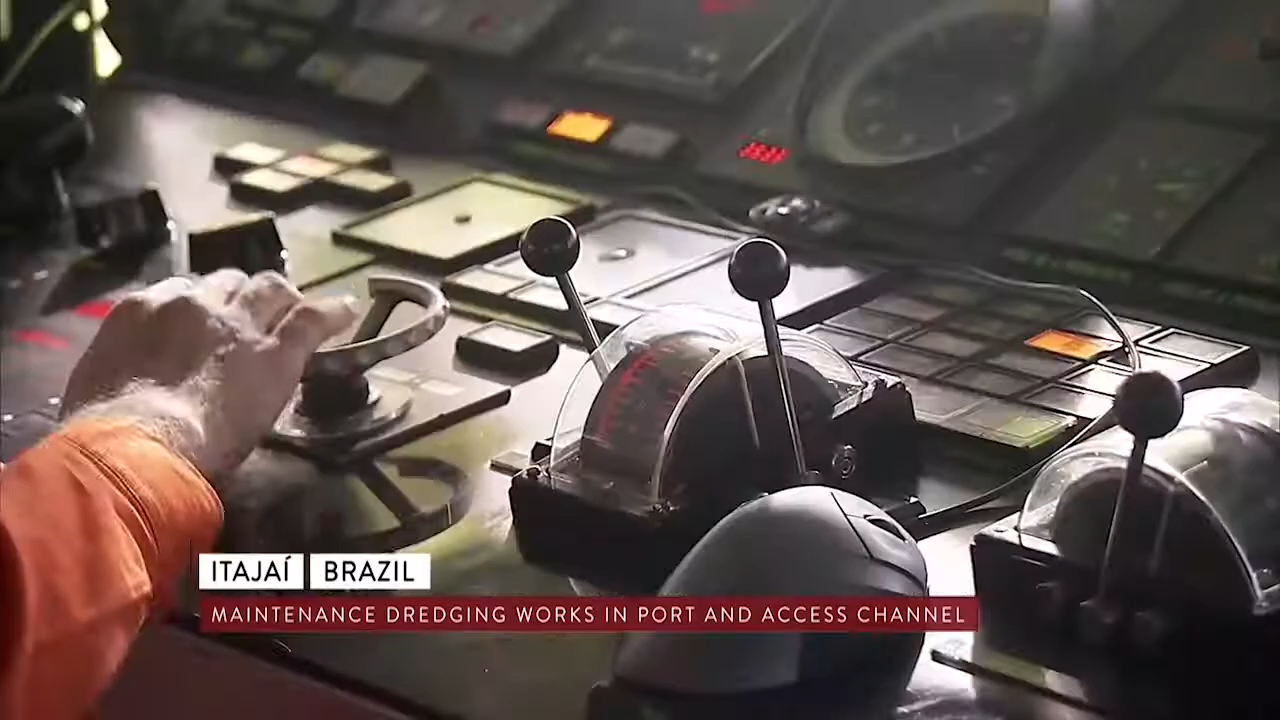 ITAJAÍ BRAZIL
MAINTENANCE DREDGING WORKS IN PORT AND ACCESS CHANNEL